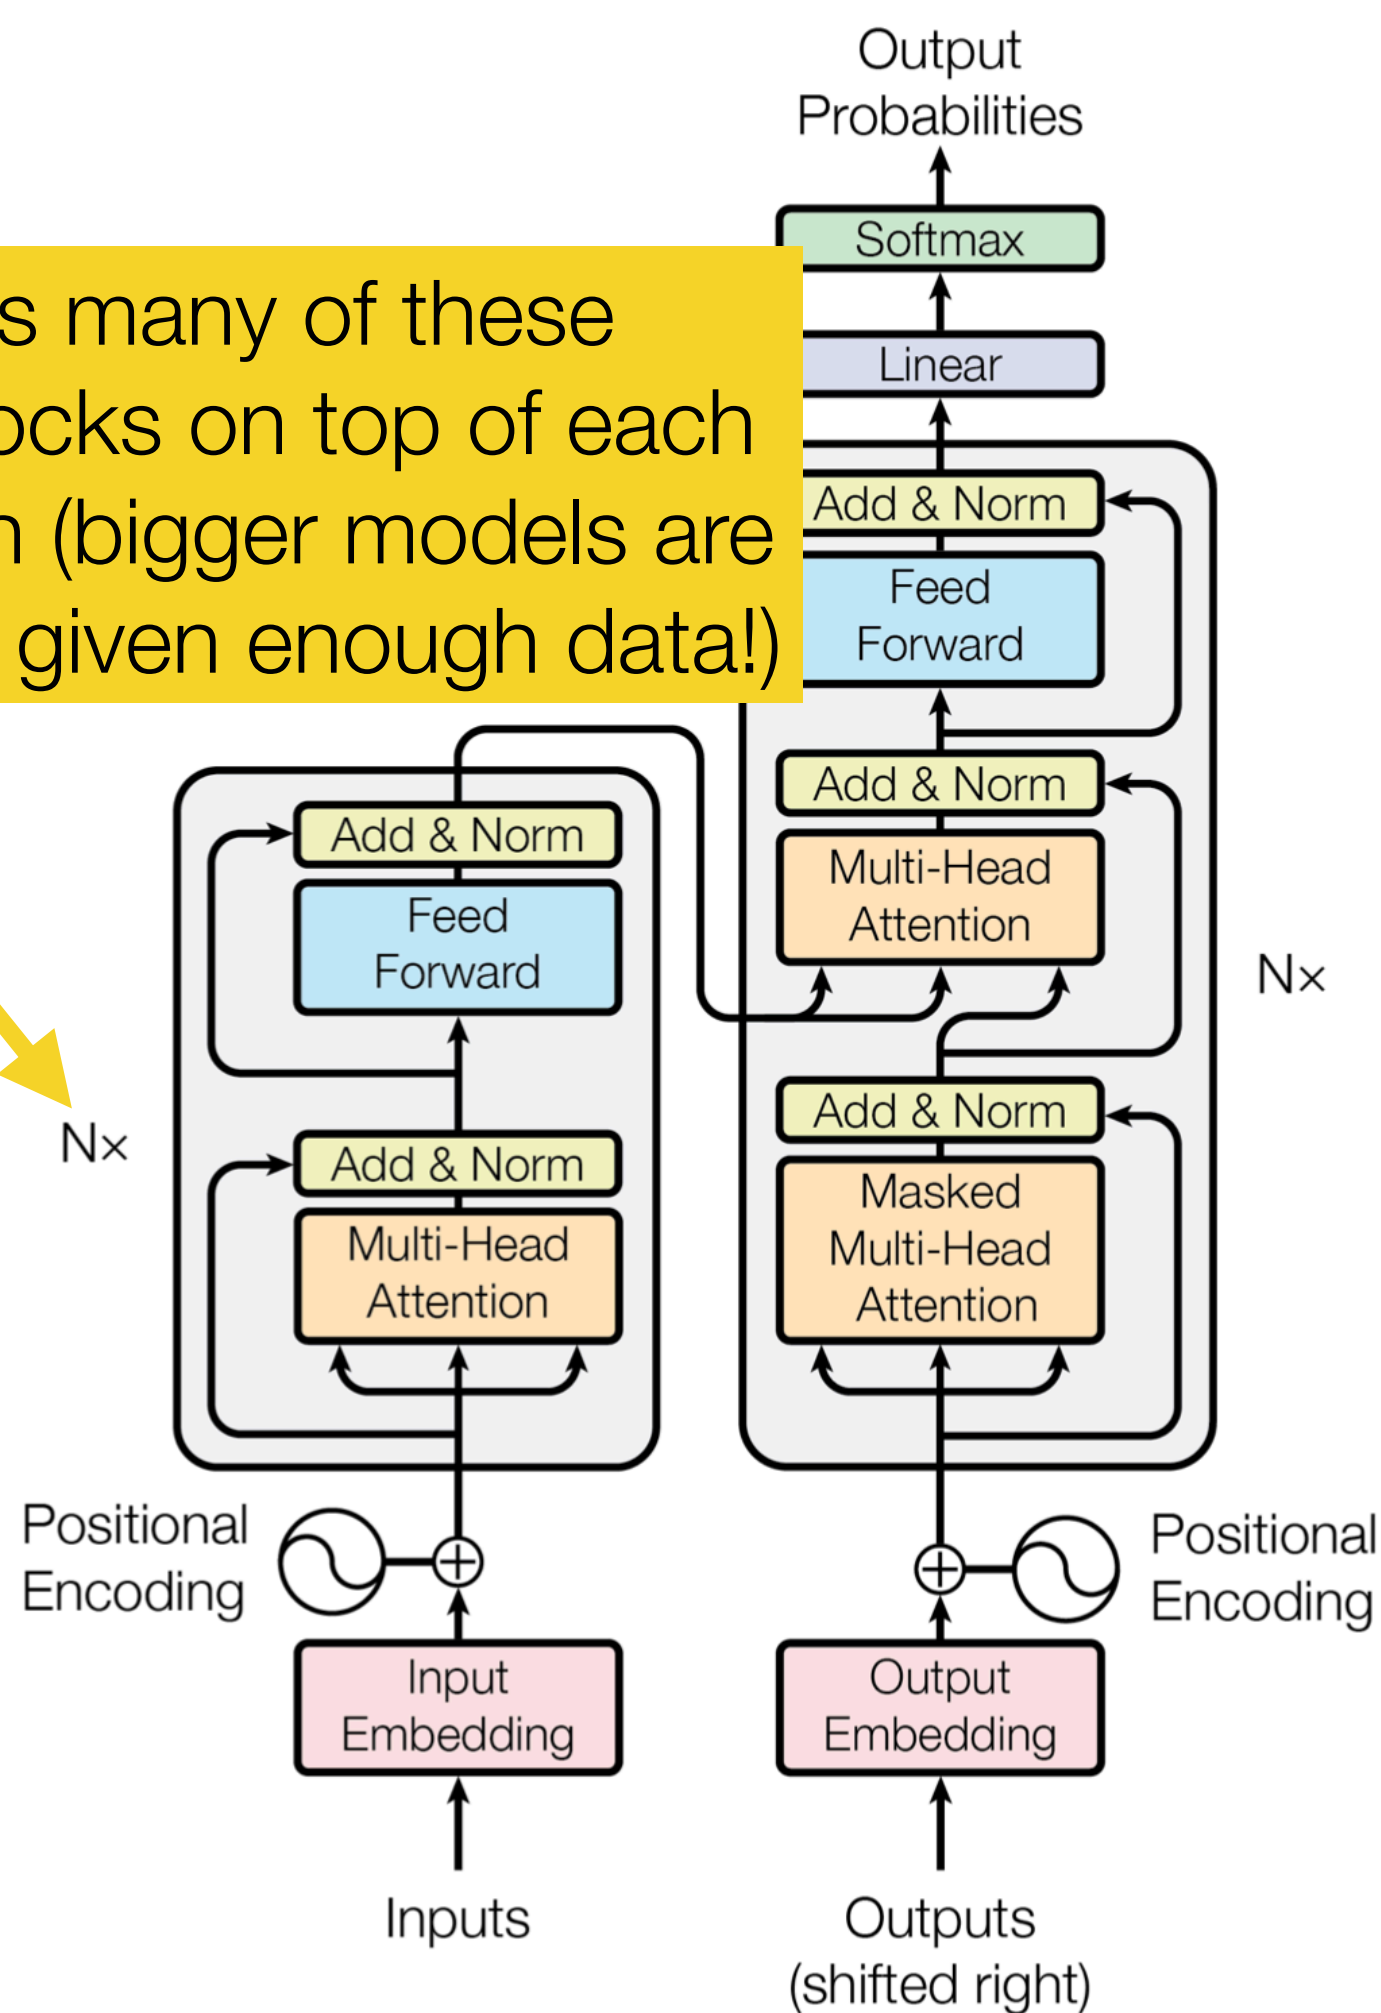 Output
Probabilities
Softmax
many of these
Linear
on top of each
Add & Norm
(bigger models are
Feed
Forward
given enough data!)
Add & Norm
Multi-Head
Attention
Add & Norm
Feed
Forward
Nx
Add & Norm
Masked
Multi-Head
Attention
Nx
Add & Norm
Multi-Head
Attention
Positional
Encoding
Positional
Encoding
Input
Embedding
Output
Embedding
Inputs
Outputs
(shifted right)